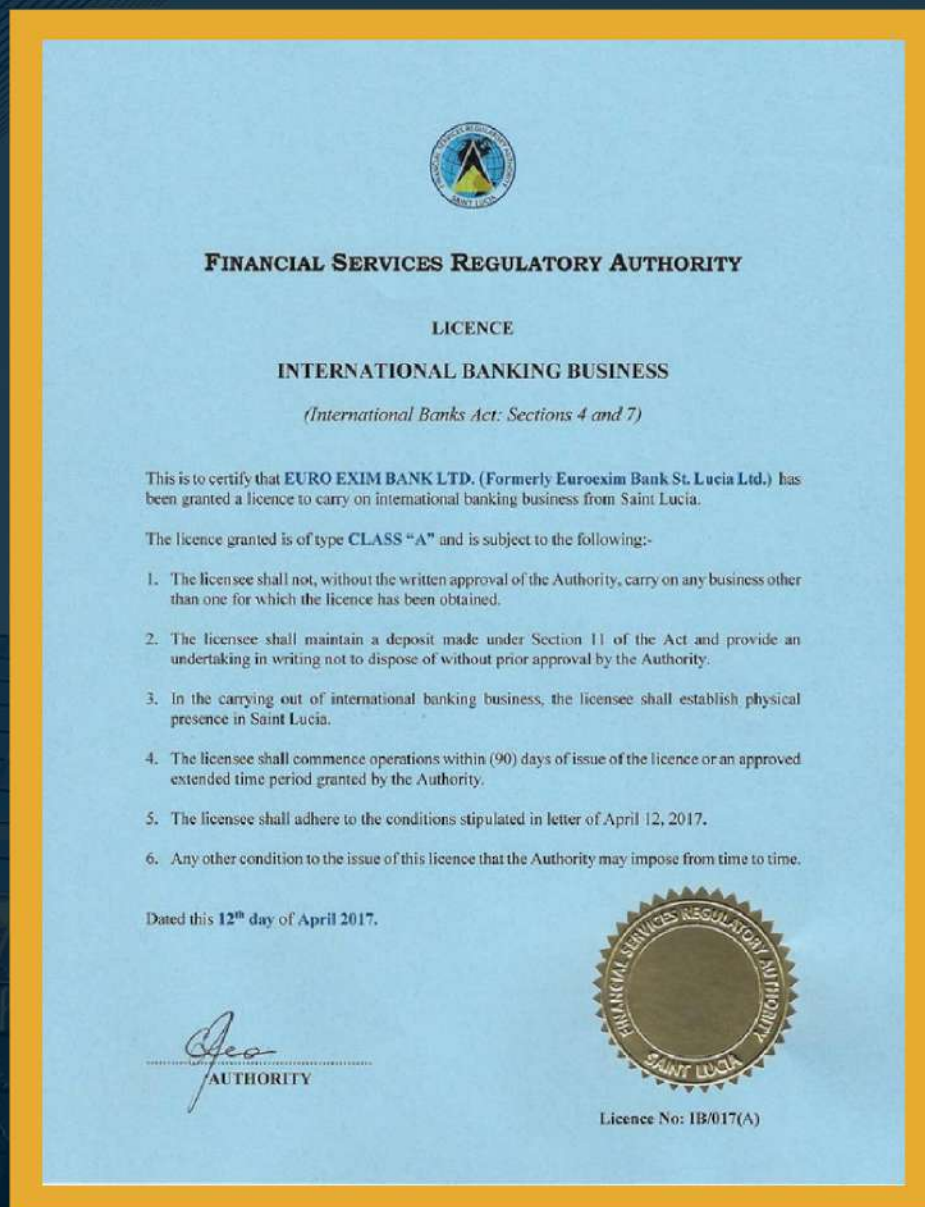 FINANCIAL SERVICES REGULATORY AUTHORITY
SAINT LUCIA
FINANCIAL SERVICES REGULATORY AUTHORITY
LICENCE
INTERNATIONAL BANKING BUSINESS
(International Banks Act: Sections 4 and 7)
This is to certify that EURO EXIM BANK LTD. (Formerly Euroexim Bank St. Lucia Ltd.) has
been granted a licence to carry on international banking business from Saint Lucia.
The licence granted is of type CLASS “A” and is subject to the following:-
1. The licensee shall not, without the written approval of the Authority, carry on any business other
than one for which the licence has been obtained.
2. The licensee shall maintain a deposit made under Section 11 of the Act and provide an
undertaking in writing not to dispose of without prior approval by the Authority.
3. In the carrying out of international banking business, the licensee shall establish physical
presence in Saint Lucia.
4. The licensee shall commence operations within (90) days of issue of the licence or an approved
extended time period granted by the Authority.
5. The licensee shall adhere to the conditions stipulated in letter of April 12, 2017.
6. Any other condition to the issue of this licence that the Authority may impose from time to time.
Dated this 12th day of April 2017.
AUTHORITY
FINANCIAL SERVICES REGULATORY AUTHORITY
SAINT LUCIA
Licence No: IB/017(A)